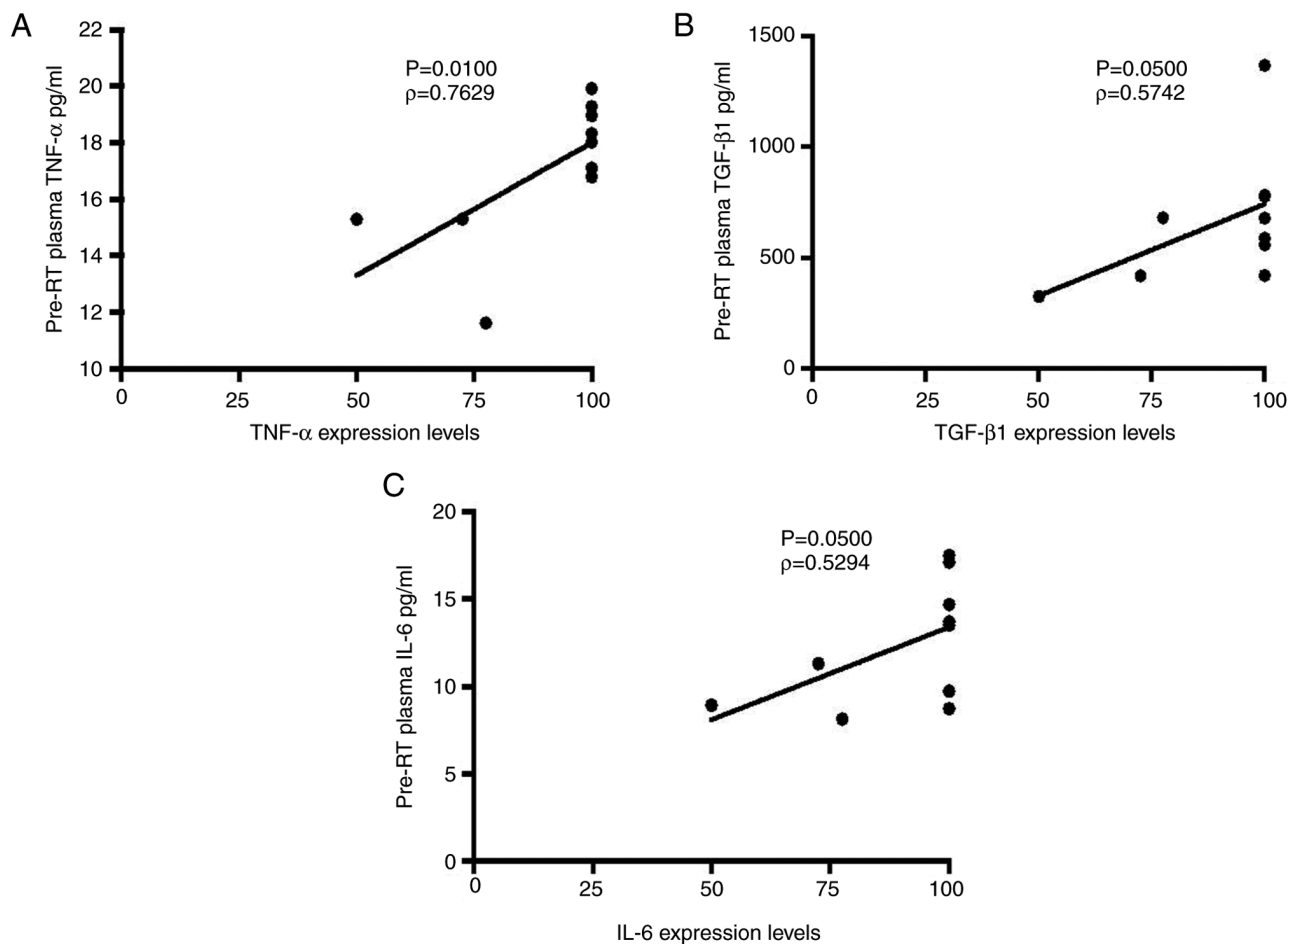 A
Pre-RT plasma TNF-α pg/ml
22
20
18
16
14
12
10
P=0.0100
ρ=0.7629
0 25 50 75 100
TNF-α expression levels
B
Pre-RT plasma TGF-β1 pg/ml
1500
1000
500
0
P=0.0500
ρ=0.5742
0 25 50 75 100
TGF-β1 expression levels
C
Pre-RT plasma IL-6 pg/ml
20
15
10
5
0
P=0.0500
ρ=0.5294
0 25 50 75 100
IL-6 expression levels